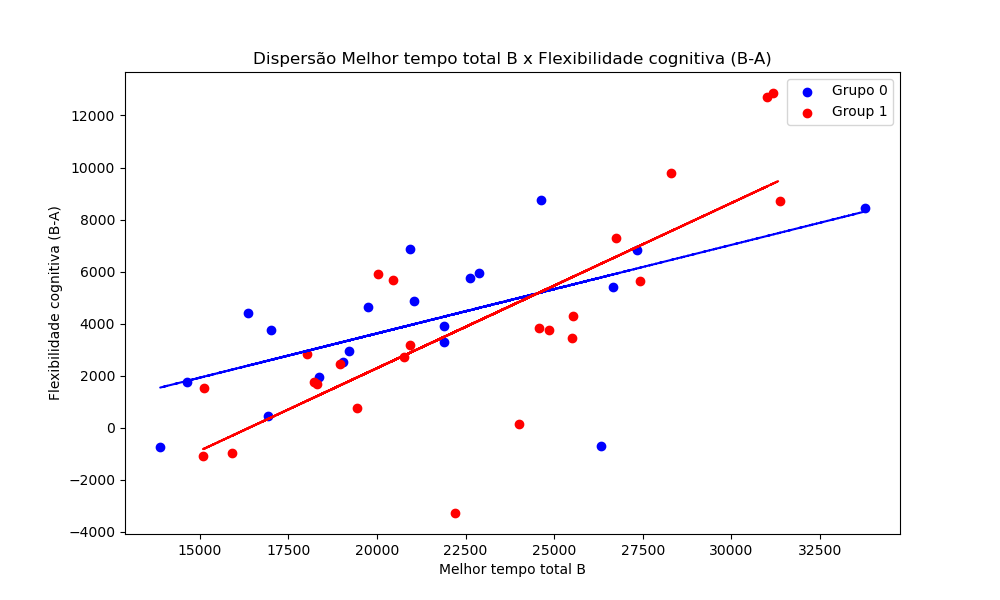 Dispersão Melhor tempo total B x Flexibilidade cognitiva (B-A)
Grupo 0
Group 1
Flexibilidade cognitiva (B-A)
12000
10000
8000
6000
4000
2000
0
−2000
−4000
15000 17500 20000 22500 25000 27500 30000 32500
Melhor tempo total B